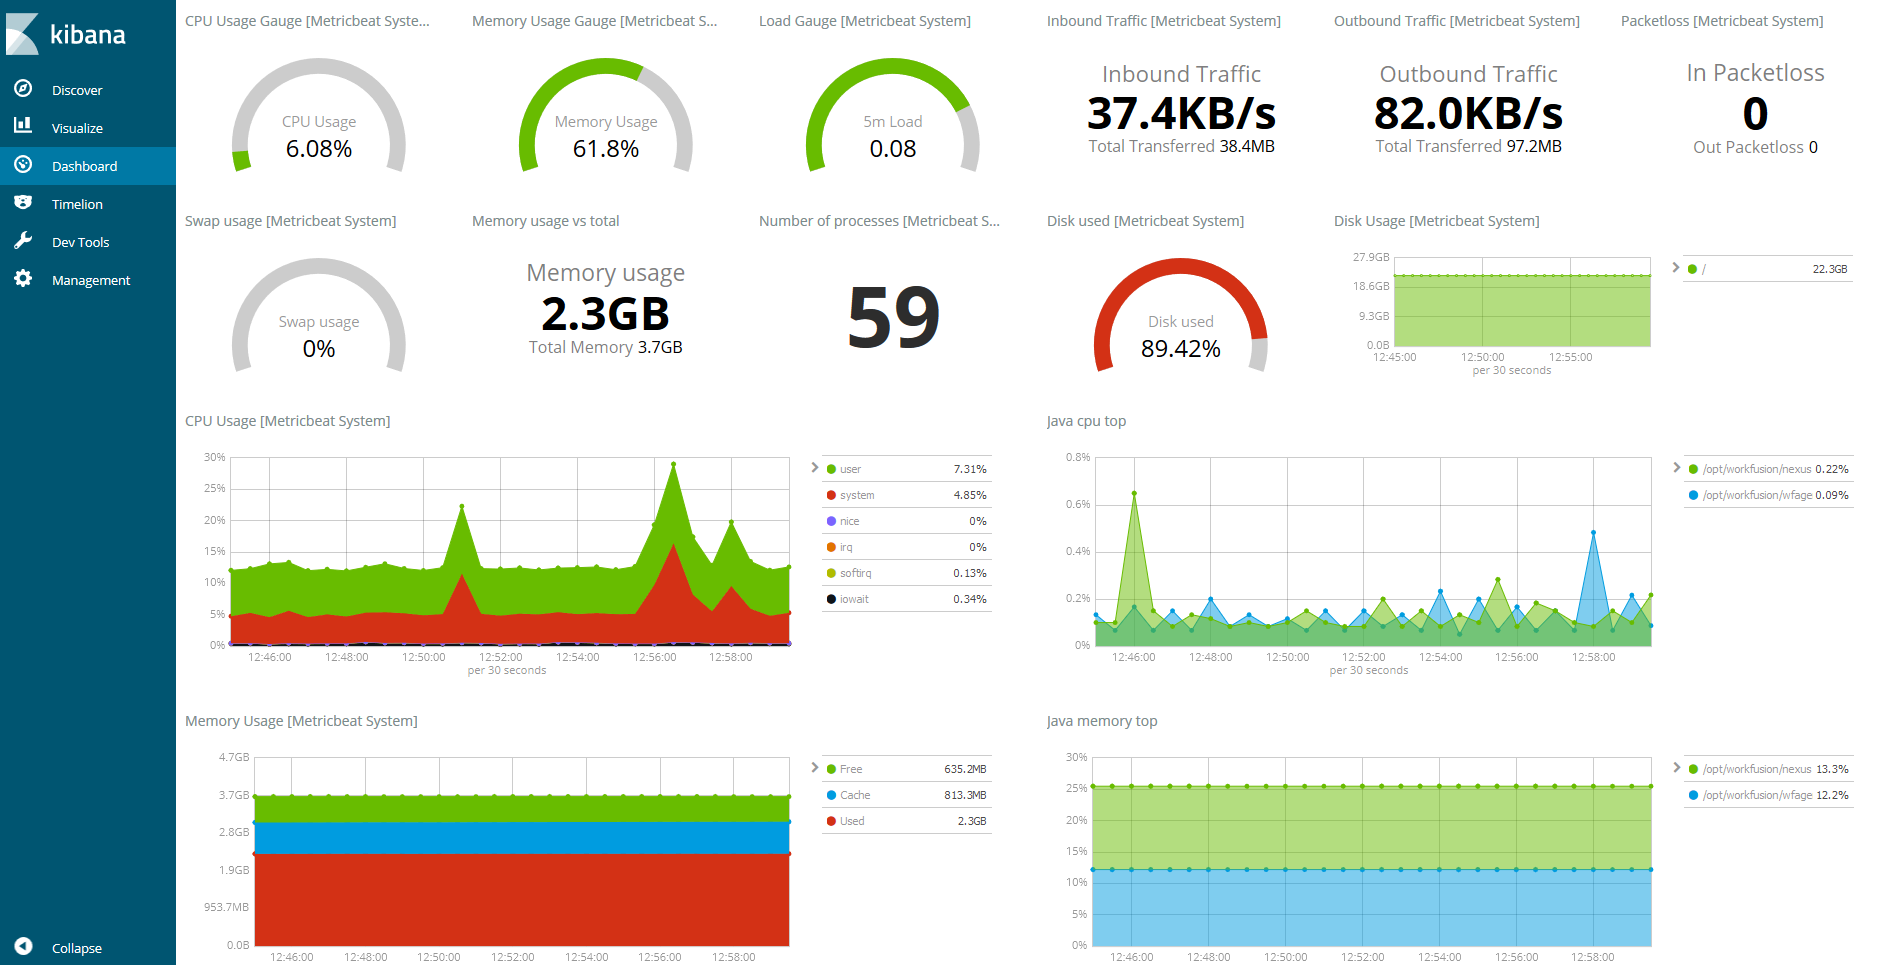 kibana
Discover
Visualize
Dashboard
Timelion
Dev Tools
Management
Collapse
CPU Usage Gauge [Metricbeat Syste...
CPU Usage
6.08%
Memory Usage Gauge [Metricbeat S...
Memory Usage
61.8%
Load Gauge [Metricbeat System]
5m Load
0.08
Inbound Traffic [Metricbeat System]
Inbound Traffic
37.4KB/s
Total Transferred 38.4MB
Outbound Traffic [Metricbeat System]
Outbound Traffic
82.0KB/s
Total Transferred 97.2MB
Packetloss [Metricbeat System]
In Packetloss
0
Out Packetloss 0
Swap usage [Metricbeat System]
Swap usage
0%
Memory usage vs total
Memory usage
2.3GB
Total Memory 3.7GB
Number of processes [Metricbeat S...
59
Disk used [Metricbeat System]
Disk used
89.42%
Disk Usage [Metricbeat System]
27.9GB
18.6GB
9.3GB
0.0B
12:45:00 12:50:00 12:55:00
per 30 seconds
/ 22.3GB
CPU Usage [Metricbeat System]
30%
25%
20%
15%
10%
5%
0%
12:46:00 12:48:00 12:50:00 12:52:00 12:54:00 12:56:00 12:58:00
per 30 seconds
user 7.31%
system 4.85%
nice 0%
irq 0%
softirq 0.13%
iowait 0.34%
Java cpu top
0.8%
0.6%
0.4%
0.2%
0%
12:46:00 12:48:00 12:50:00 12:52:00 12:54:00 12:56:00 12:58:00
per 30 seconds
/opt/workfusion/nexus 0.22%
/opt/workfusion/wfage 0.09%
Memory Usage [Metricbeat System]
4.7GB
3.7GB
2.8GB
1.9GB
953.7MB
0.0B
12:46:00 12:48:00 12:50:00 12:52:00 12:54:00 12:56:00 12:58:00
Free 635.2MB
Cache 813.3MB
Used 2.3GB
Java memory top
30%
25%
20%
15%
10%
5%
0%
12:46:00 12:48:00 12:50:00 12:52:00 12:54:00 12:56:00 12:58:00
/opt/workfusion/nexus 13.3%
/opt/workfusion/wfage 12.2%